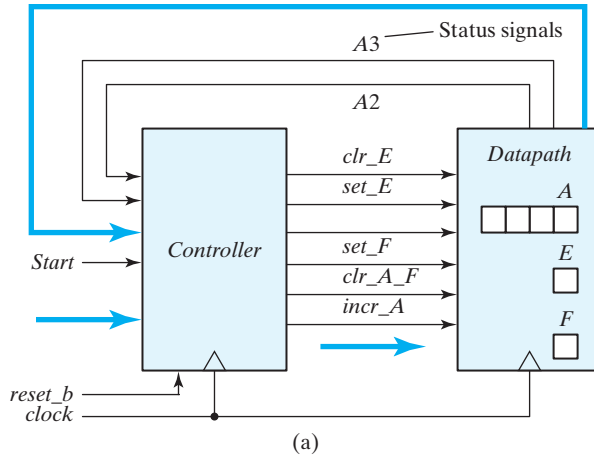 A3
Status signals
A2
Datapath
clr_E
set_E
A
Controller
Start
set_F
E
clr_A_F
incr_A
F
reset_b
clock
(a)